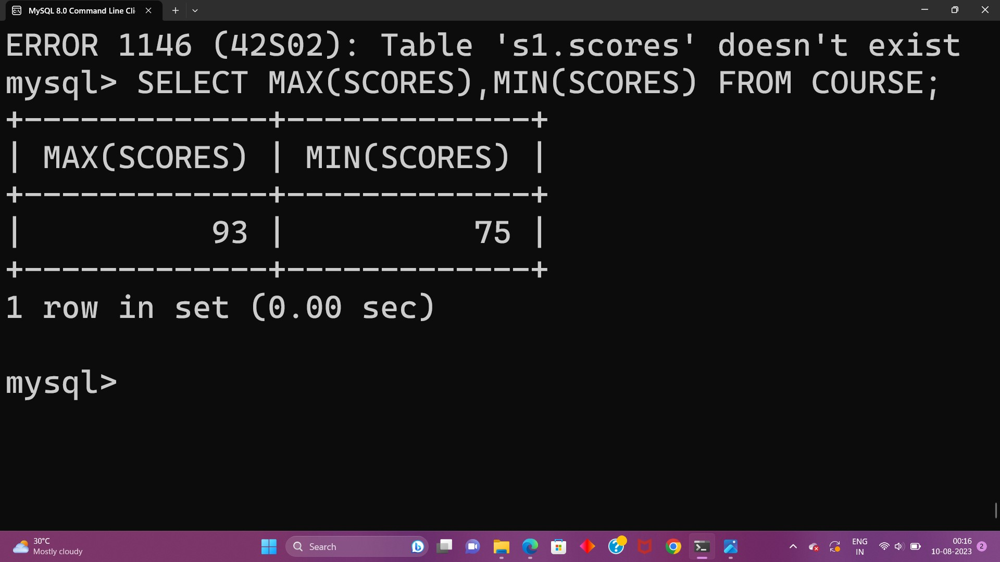 MySQL 8.0 Command Line Cli
ERROR 1146 (42S02): Table 's1.scores' doesn't exist
mysql> SELECT MAX(SCORES),MIN(SCORES) FROM COURSE;
+-------------+-------------+
| MAX(SCORES) | MIN(SCORES) |
+-------------+-------------+
|          93 |          75 |
+-------------+-------------+
1 row in set (0.00 sec)
mysql>
30°C
Mostly cloudy
Search
ENG
IN
00:16
10-08-2023
2